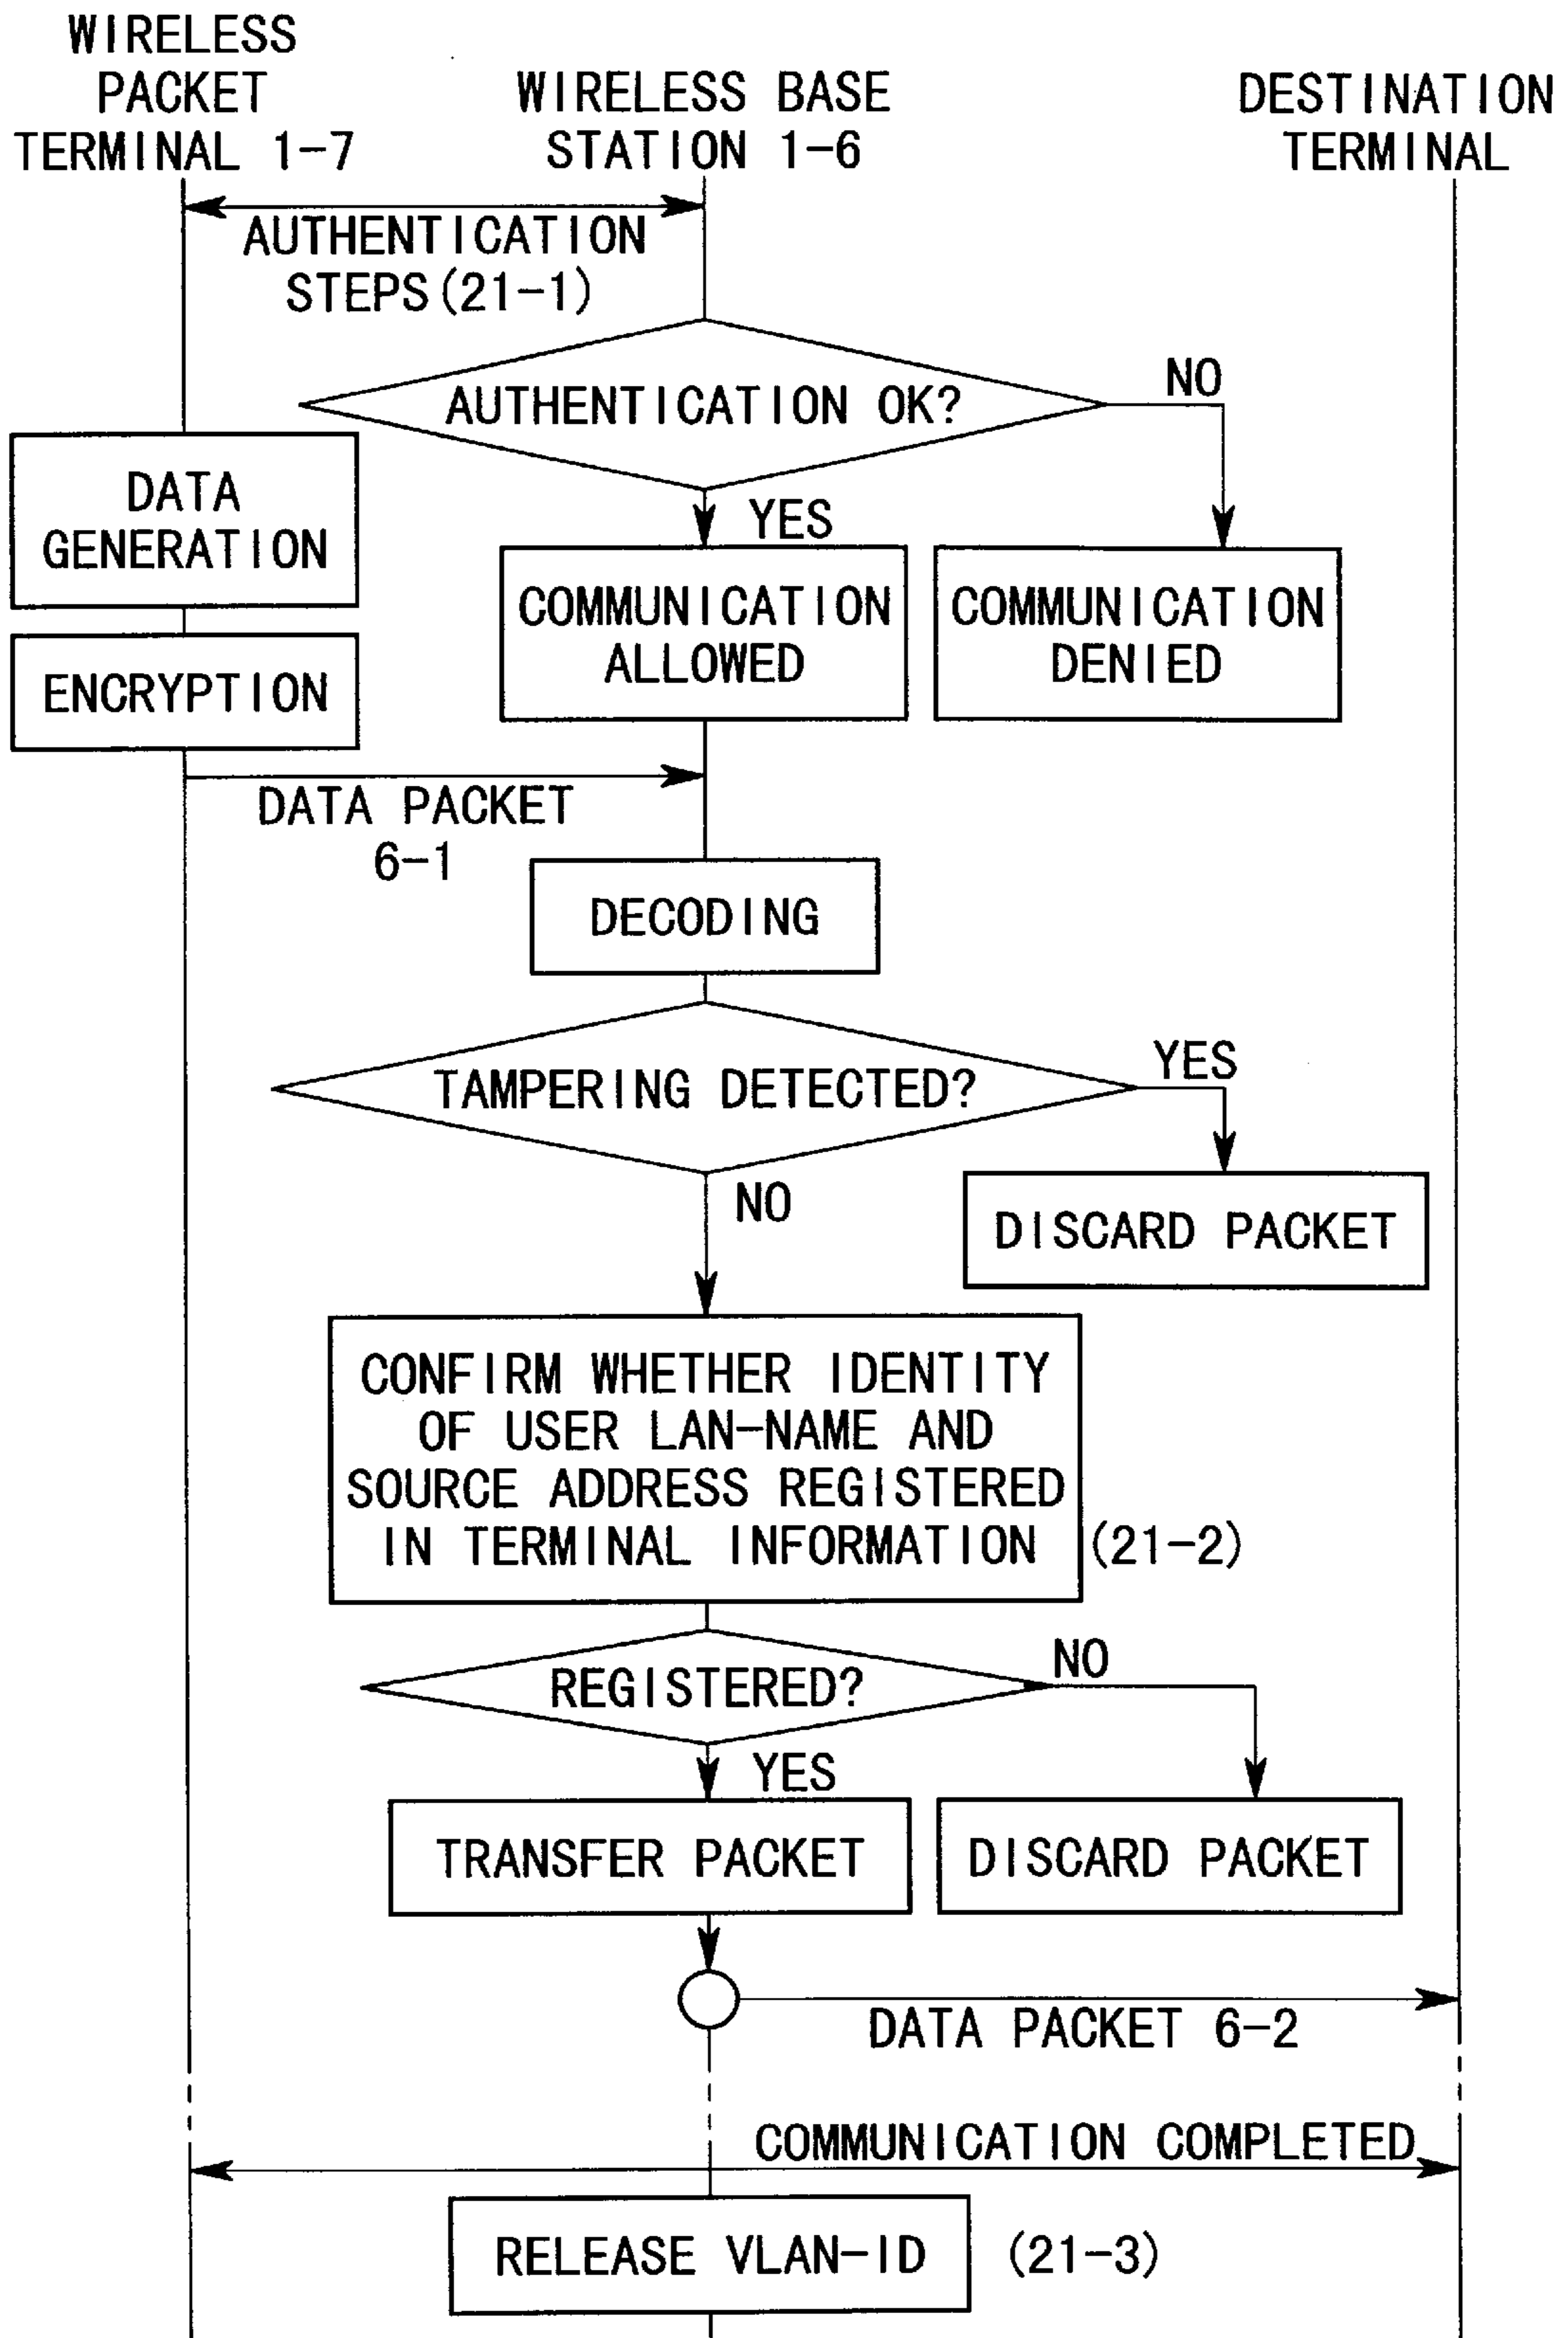 WIRELESS
PACKET
TERMINAL 1-7
WIRELESS BASE
STATION 1-6
DESTINATION
TERMINAL
AUTHENTICATION
STEPS(21-1)
AUTHENTICATION OK?
NO
DATA
GENERATION
YES
COMMUNICATION
ALLOWED
COMMUNICATION
DENIED
ENCRYPTION
DATA PACKET
6-1
DECODING
TAMPERING DETECTED?
YES
NO
DISCARD PACKET
CONFIRM WHETHER IDENTITY
OF USER LAN-NAME AND
SOURCE ADDRESS REGISTERED
IN TERMINAL INFORMATION
(21-2)
REGISTERED?
NO
YES
TRANSFER PACKET
DISCARD PACKET
DATA PACKET 6-2
COMMUNICATION COMPLETED
RELEASE VLAN-ID
(21-3)